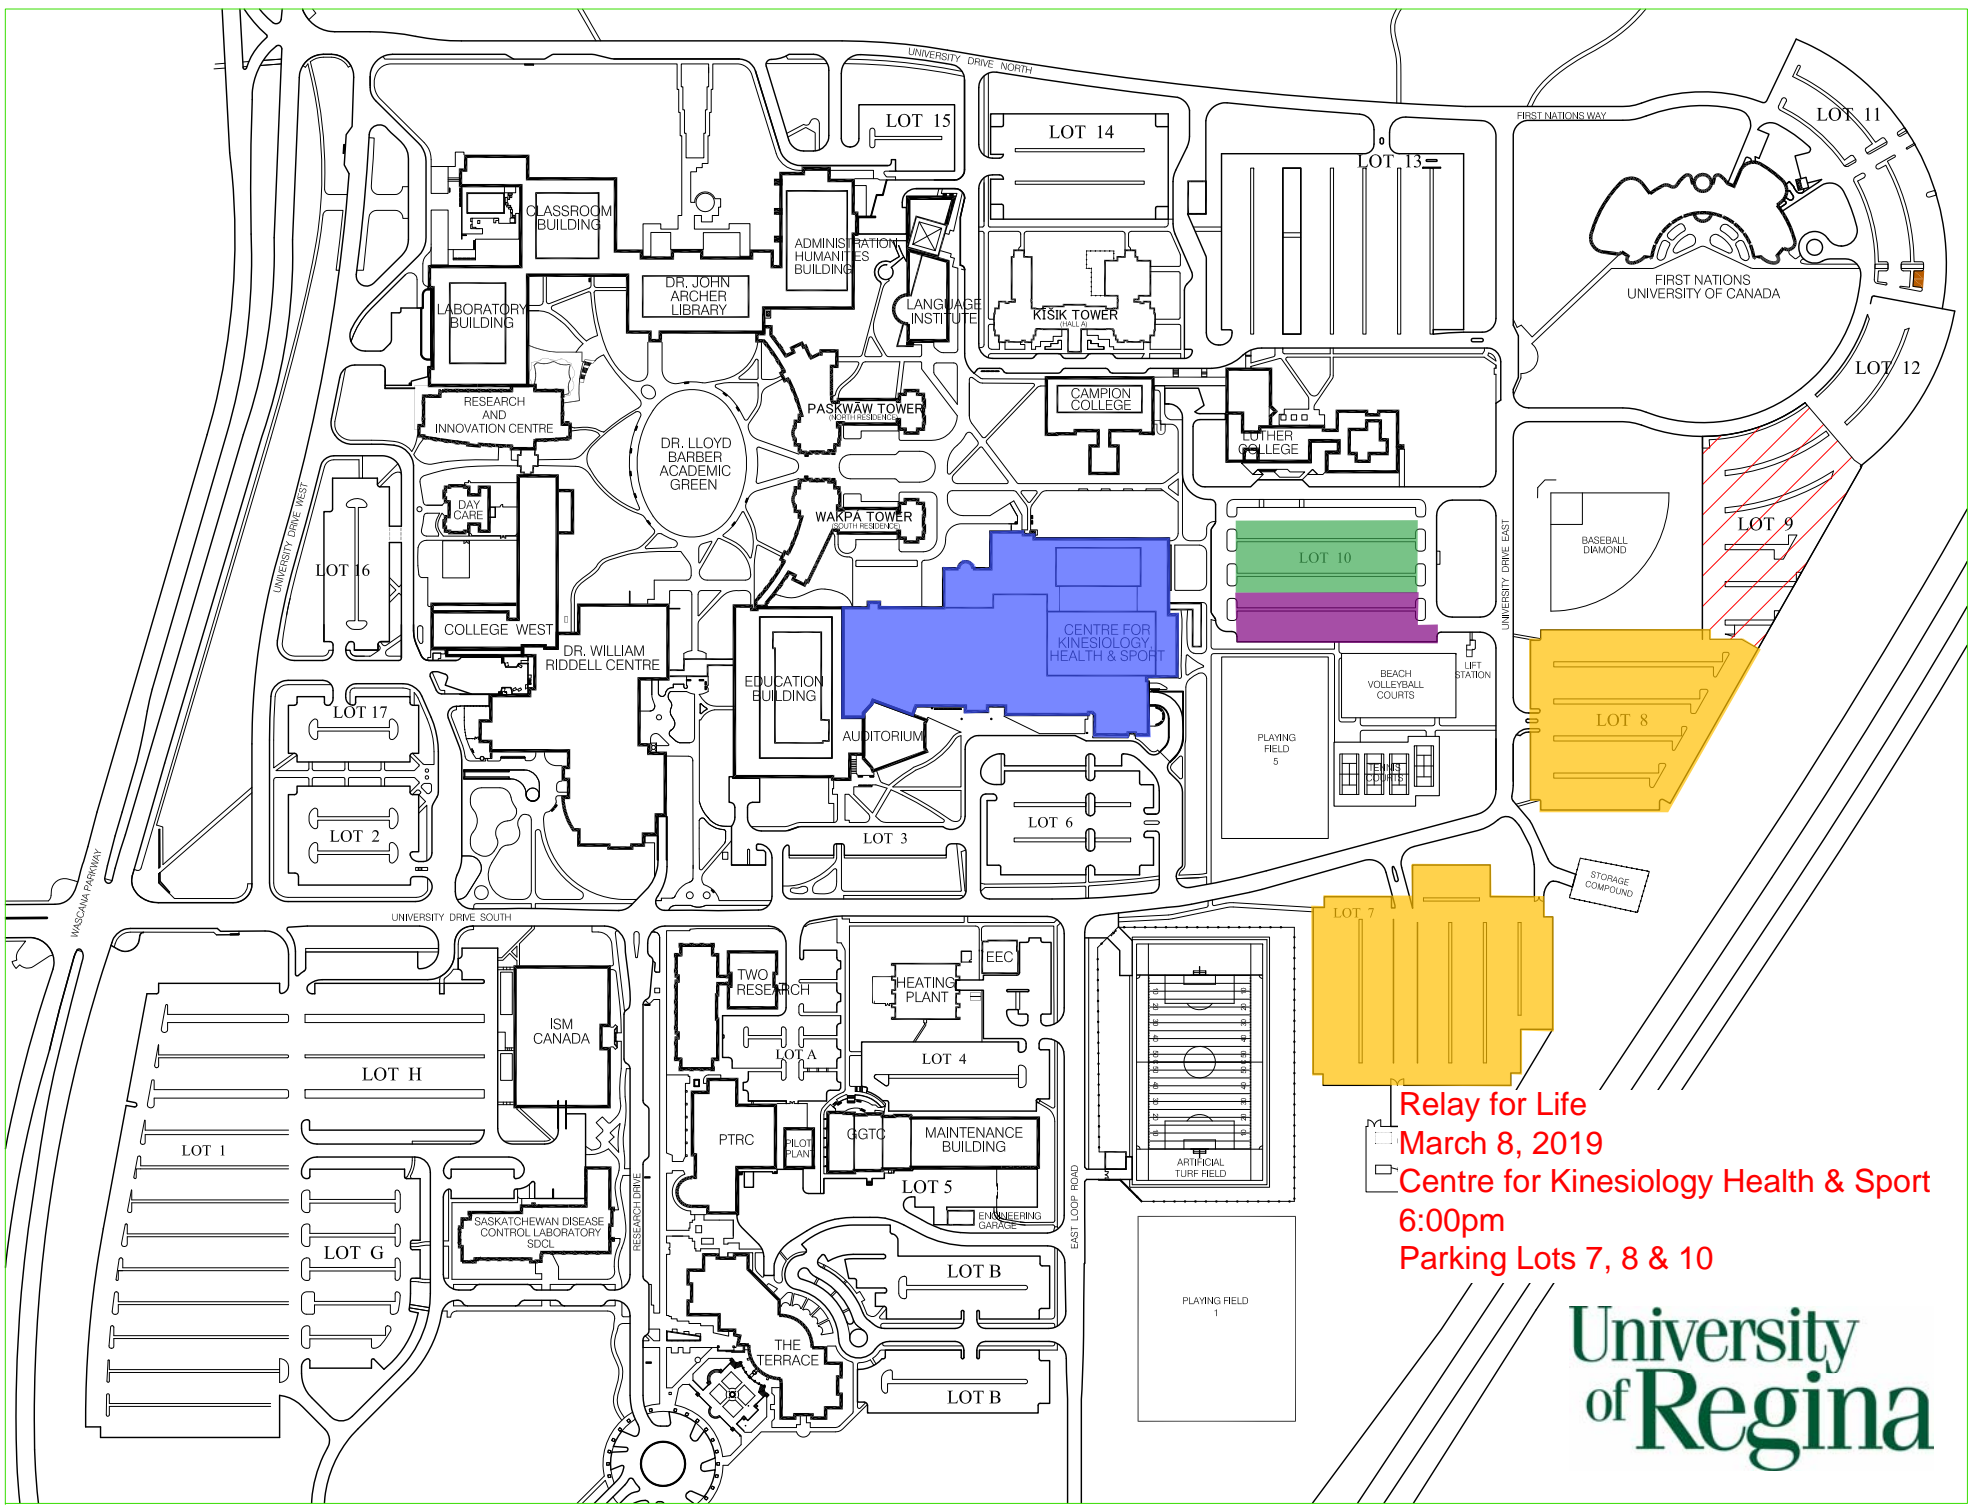 UNIVERSITY DRIVE NORTH
FIRST NATIONS WAY
LOT 11
LOT 15
LOT 14
LOT 13
CLASSROOM
BUILDING
ADMINISTRATION
HUMANITIES
BUILDING
DR. JOHN
ARCHER
LIBRARY
LABORATORY
BUILDING
LANGUAGE
INSTITUTE
KĪŠIK TOWER
(HALL A)
FIRST NATIONS
UNIVERSITY OF CANADA
LOT 12
RESEARCH
AND
INNOVATION CENTRE
PASKWĀW TOWER
(NORTH RESIDENCE)
CAMPION
COLLEGE
LUTHER
COLLEGE
DR. LLOYD
BARBER
ACADEMIC
GREEN
DAY
CARE
WAKPÁ TOWER
(SOUTH RESIDENCE)
UNIVERSITY DRIVE WEST
LOT 16
LOT 10
UNIVERSITY DRIVE EAST
BASEBALL
DIAMOND
LOT 9
COLLEGE WEST
DR. WILLIAM
RIDDELL CENTRE
EDUCATION
BUILDING
CENTRE FOR
KINESIOLOGY,
HEALTH & SPORT
AUDITORIUM
BEACH
VOLLEYBALL
COURTS
LIFT
STATION
LOT 8
LOT 17
PLAYING
FIELD
5
TENNIS
COURTS
LOT 2
LOT 3
LOT 6
WASCANA PARKWAY
STORAGE
COMPOUND
UNIVERSITY DRIVE SOUTH
LOT 7
TWO
RESEARCH
HEATING
PLANT
EEC
ISM
CANADA
LOT A
LOT 4
LOT H
LOT 1
PTRC
PILOT
PLANT
GGTC
MAINTENANCE
BUILDING
ARTIFICIAL
TURF FIELD
LOT 5
ENGINEERING
GARAGE
RESEARCH DRIVE
EAST LOOP ROAD
SASKATCHEWAN DISEASE
CONTROL LABORATORY
SDCL
LOT G
LOT B
THE
TERRACE
LOT B
PLAYING FIELD
1
Relay for Life
March 8, 2019
Centre for Kinesiology Health & Sport
6:00pm
Parking Lots 7, 8 & 10
University
of Regina